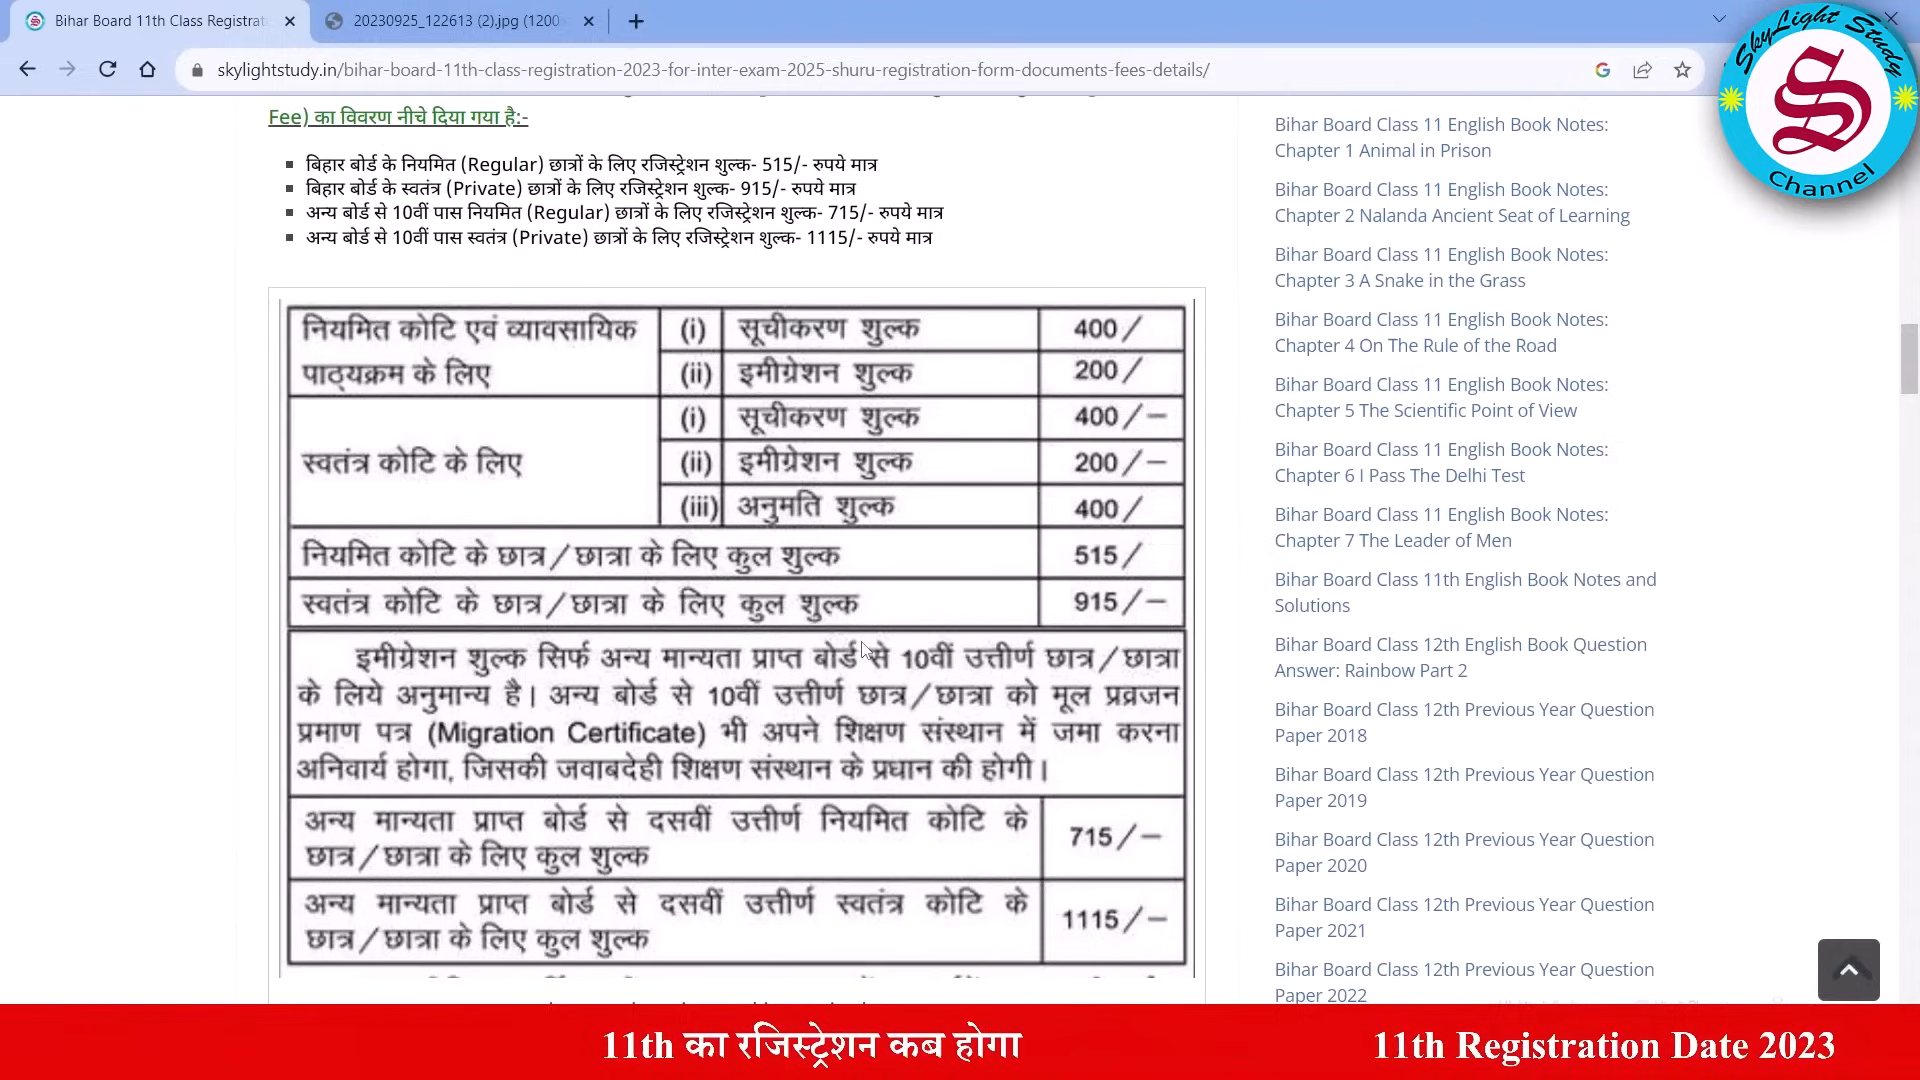 Bihar Board 11th Class Registrat
20230925_122613 (2).jpg (1200
skylightstudy.in/bihar-board-11th-class-registration-2023-for-inter-exam-2025-shuru-registration-form-documents-fees-details/
SkyLight Study
S
Channel
Fee) का विवरण नीचे दिया गया है:-
बिहार बोर्ड के नियमित (Regular) छात्रों के लिए रजिस्ट्रेशन शुल्क- 515/- रुपये मात्र
बिहार बोर्ड के स्वतंत्र (Private) छात्रों के लिए रजिस्ट्रेशन शुल्क- 915/- रुपये मात्र
अन्य बोर्ड से 10वीं पास नियमित (Regular) छात्रों के लिए रजिस्ट्रेशन शुल्क- 715/- रुपये मात्र
अन्य बोर्ड से 10वीं पास स्वतंत्र (Private) छात्रों के लिए रजिस्ट्रेशन शुल्क- 1115/- रुपये मात्र
नियमित कोटि एवं व्यावसायिक (i) सूचीकरण शुल्क 400/
पाठ्यक्रम के लिए (ii) इमीग्रेशन शुल्क 200/
(i) सूचीकरण शुल्क 400/-
स्वतंत्र कोटि के लिए (ii) इमीग्रेशन शुल्क 200/-
(iii) अनुमति शुल्क 400/
नियमित कोटि के छात्र/छात्रा के लिए कुल शुल्क 515/
स्वतंत्र कोटि के छात्र/छात्रा के लिए कुल शुल्क 915/-
इमीग्रेशन शुल्क सिर्फ अन्य मान्यता प्राप्त बोर्ड से 10वीं उत्तीर्ण छात्र/छात्रा
के लिये अनुमान्य है। अन्य बोर्ड से 10वीं उत्तीर्ण छात्र/छात्रा को मूल प्रव्रजन
प्रमाण पत्र (Migration Certificate) भी अपने शिक्षण संस्थान में जमा करना
अनिवार्य होगा, जिसकी जवाबदेही शिक्षण संस्थान के प्रधान की होगी।
अन्य मान्यता प्राप्त बोर्ड से दसवीं उत्तीर्ण नियमित कोटि के
छात्र/छात्रा के लिए कुल शुल्क 715/-
अन्य मान्यता प्राप्त बोर्ड से दसवीं उत्तीर्ण स्वतंत्र कोटि के
छात्र/छात्रा के लिए कुल शुल्क 1115/-
Bihar Board Class 11 English Book Notes:
Chapter 1 Animal in Prison
Bihar Board Class 11 English Book Notes:
Chapter 2 Nalanda Ancient Seat of Learning
Bihar Board Class 11 English Book Notes:
Chapter 3 A Snake in the Grass
Bihar Board Class 11 English Book Notes:
Chapter 4 On The Rule of the Road
Bihar Board Class 11 English Book Notes:
Chapter 5 The Scientific Point of View
Bihar Board Class 11 English Book Notes:
Chapter 6 I Pass The Delhi Test
Bihar Board Class 11 English Book Notes:
Chapter 7 The Leader of Men
Bihar Board Class 11th English Book Notes and
Solutions
Bihar Board Class 12th English Book Question
Answer: Rainbow Part 2
Bihar Board Class 12th Previous Year Question
Paper 2018
Bihar Board Class 12th Previous Year Question
Paper 2019
Bihar Board Class 12th Previous Year Question
Paper 2020
Bihar Board Class 12th Previous Year Question
Paper 2021
Bihar Board Class 12th Previous Year Question
Paper 2022
11th का रजिस्ट्रेशन कब होगा
11th Registration Date 2023